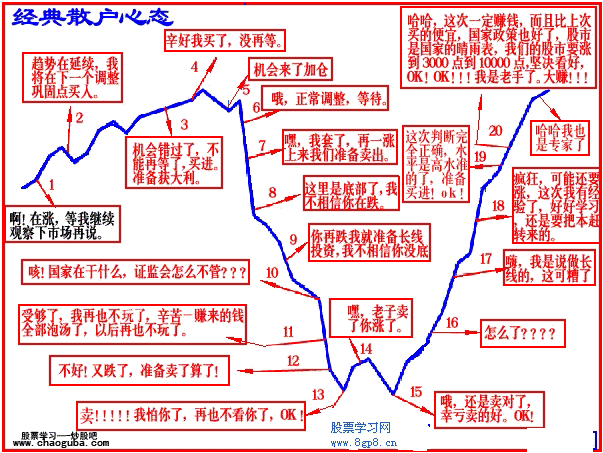 经典散户心态
辛好我买了，没再等。
趋势在延续，我
将在下一个调整
巩固点买人。
机会来了加仓
哈哈，这次一定赚钱，而且比上次
买的便宜，国家政策也好了，股市
是国家的晴雨表，我们的股市要涨
到3000点到10000点,坚决看好，
OK！OK！！！我是老手了。大赚！！！
4
5
2
3
6
哦，正常调整，等待。
机会错过了，不
能再等了，买进。
准备获大利。
7
嘿，我套了，再一涨
上来我们准备卖出。
这次判断完
全正确，水
平是高水准
的了，准备
买进！ok！
20
19
哈哈我也
是专家了
1
啊！在涨，等我继续
观察下市场再说。
8
这里是底部了，我
不相信你在跌。
18
疯狂，可能还要
涨，这次我有经
验了，好好学习
，还是要把本赶
转来的。
9
你再跌我就准备长线
投资，我不相信你没底
咳！国家在干什么，证监会怎么不管？？？
10
17
嗨，我是说做长
线的，这可糟了
受够了，我再也不玩了，辛苦一赚来的钱
全部泡汤了，以后再也不玩了。
11
嘿，老子卖
了你涨了。
14
16
怎么了？？？？
不好！又跌了，准备卖了算了！
12
卖！！！！！我怕你了，再也不看你了，OK！
13
15
哦，还是卖对了，
幸亏卖的好。OK！
股票学习---炒股吧
www.chaoguba.com
股票学习网
www.8gp8.cn